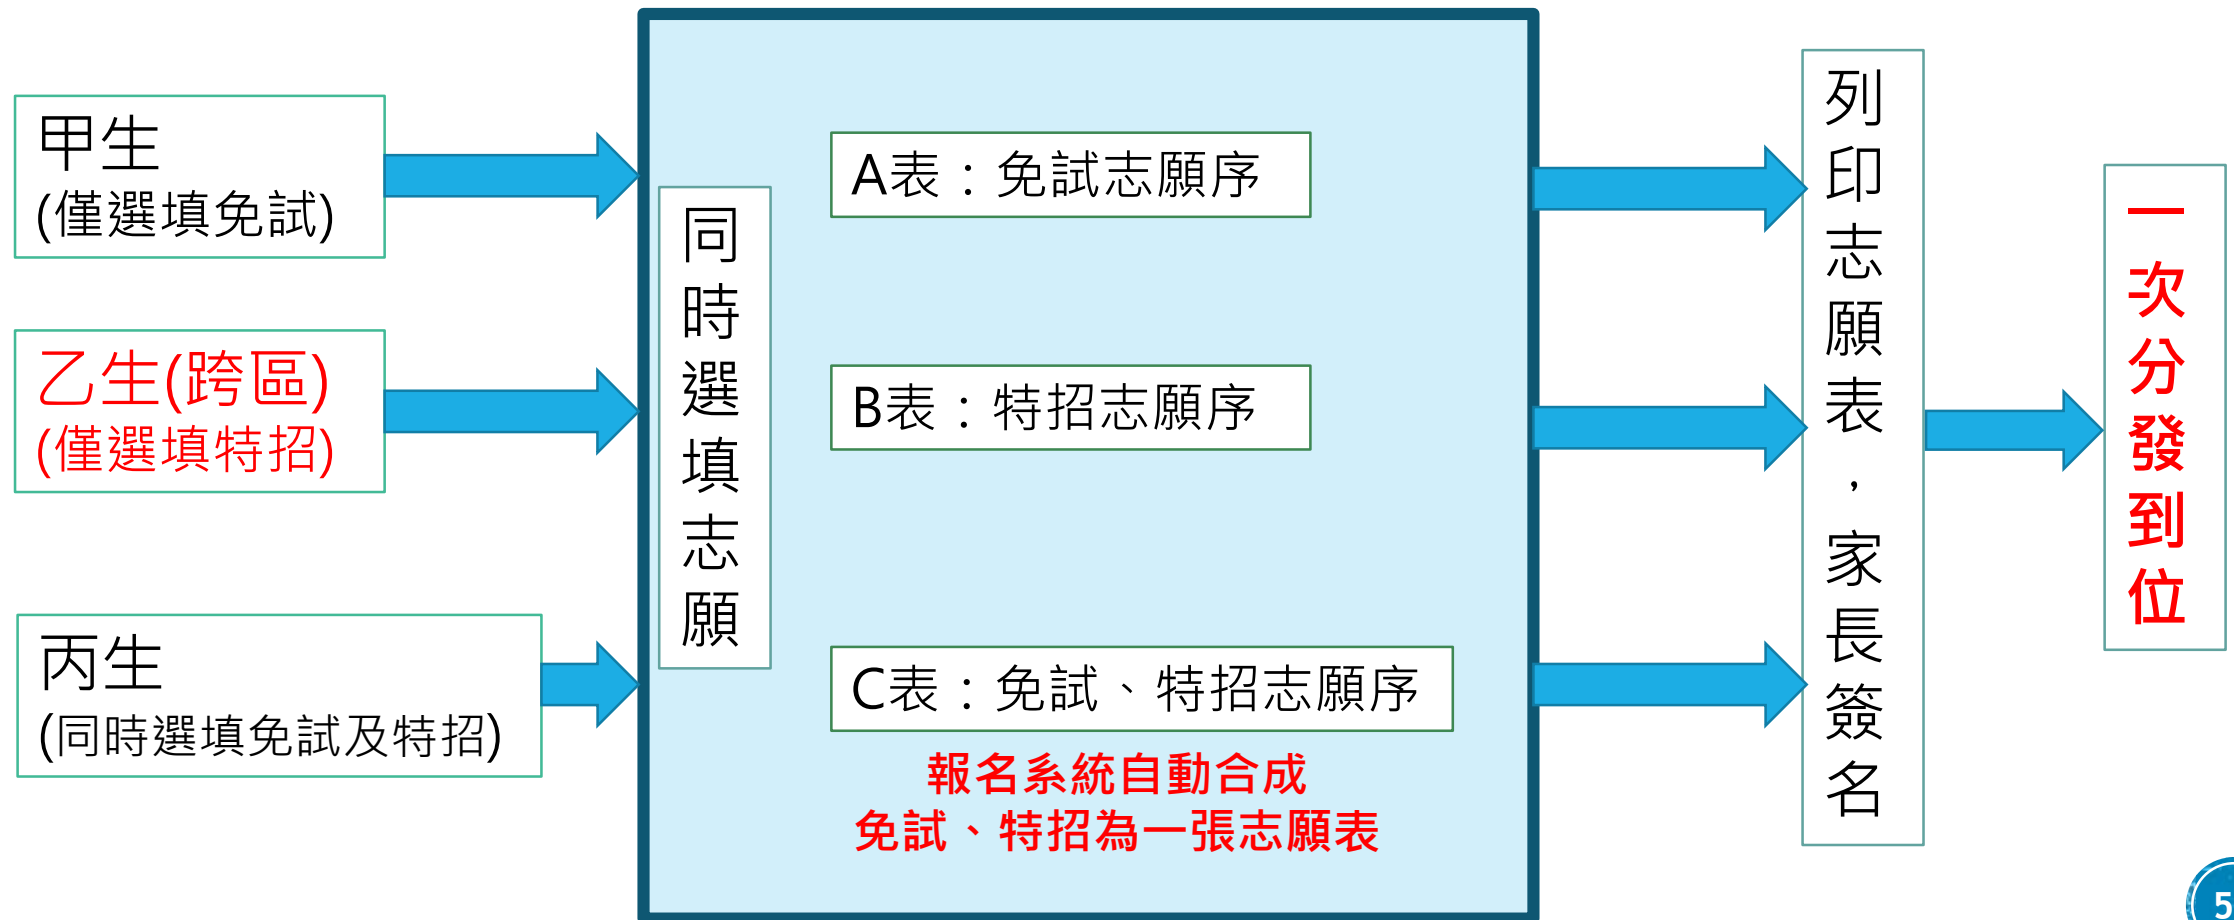 甲生
(僅選填免試)
乙生(跨區)
(僅選填特招)
丙生
(同時選填免試及特招)
同時選填志願
A表：免試志願序
B表：特招志願序
C表：免試、特招志願序
報名系統自動合成
免試、特招為一張志願表
列印志願表，家長簽名
一次分發到位
5